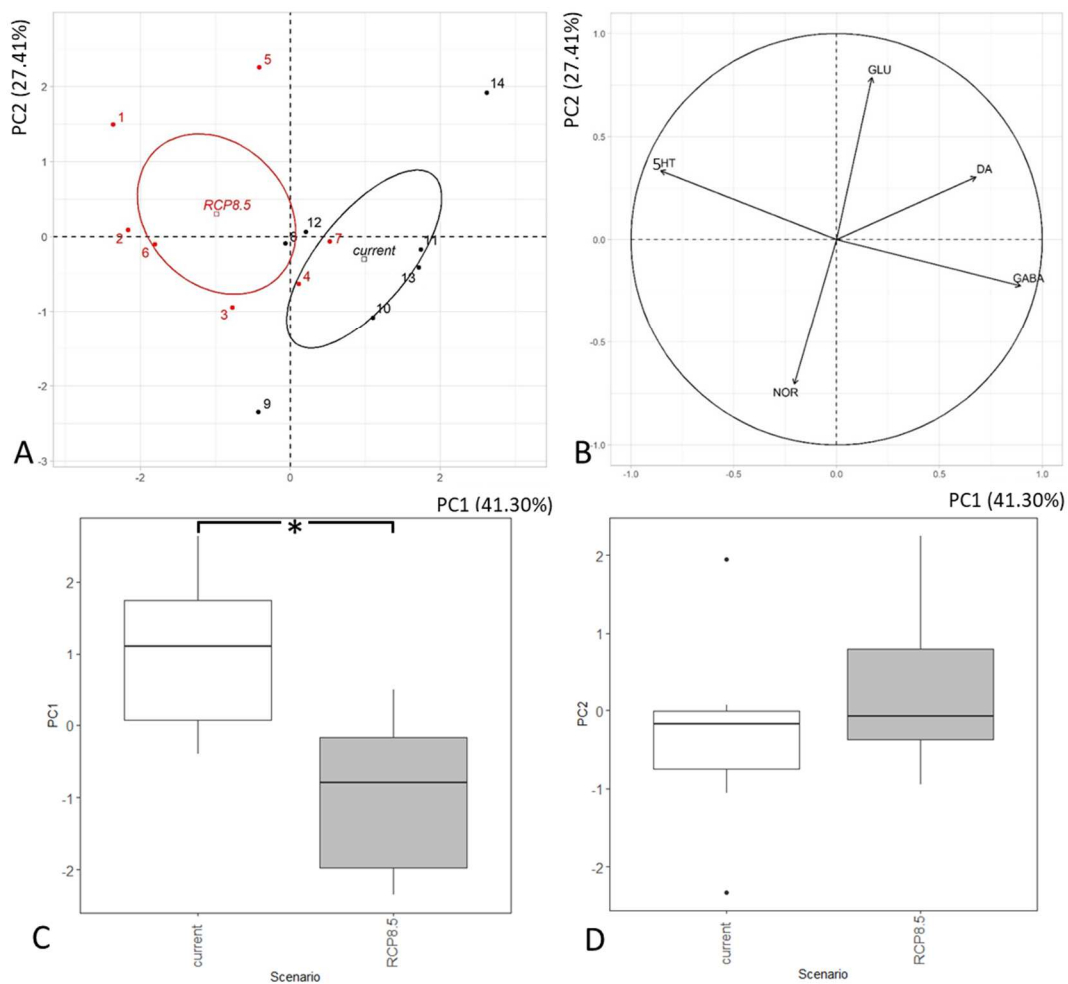 PC2 (27.41%)
2
1
0
-1
-2
-3
-2
0
2
1
2
3
4
5
6
7
8
9
10
11
12
13
14
RCP8.5
current
A
PC1 (41.30%)
PC2 (27.41%)
1.0
0.5
0.0
-0.5
-1.0
-1.0
-0.5
0.0
0.5
1.0
GLU
5HT
DA
GABA
NOR
B
PC1 (41.30%)
*
PC1
2
1
0
-1
-2
current
RCP8.5
Scenario
C
PC2
2
1
0
-1
-2
current
RCP8.5
Scenario
D